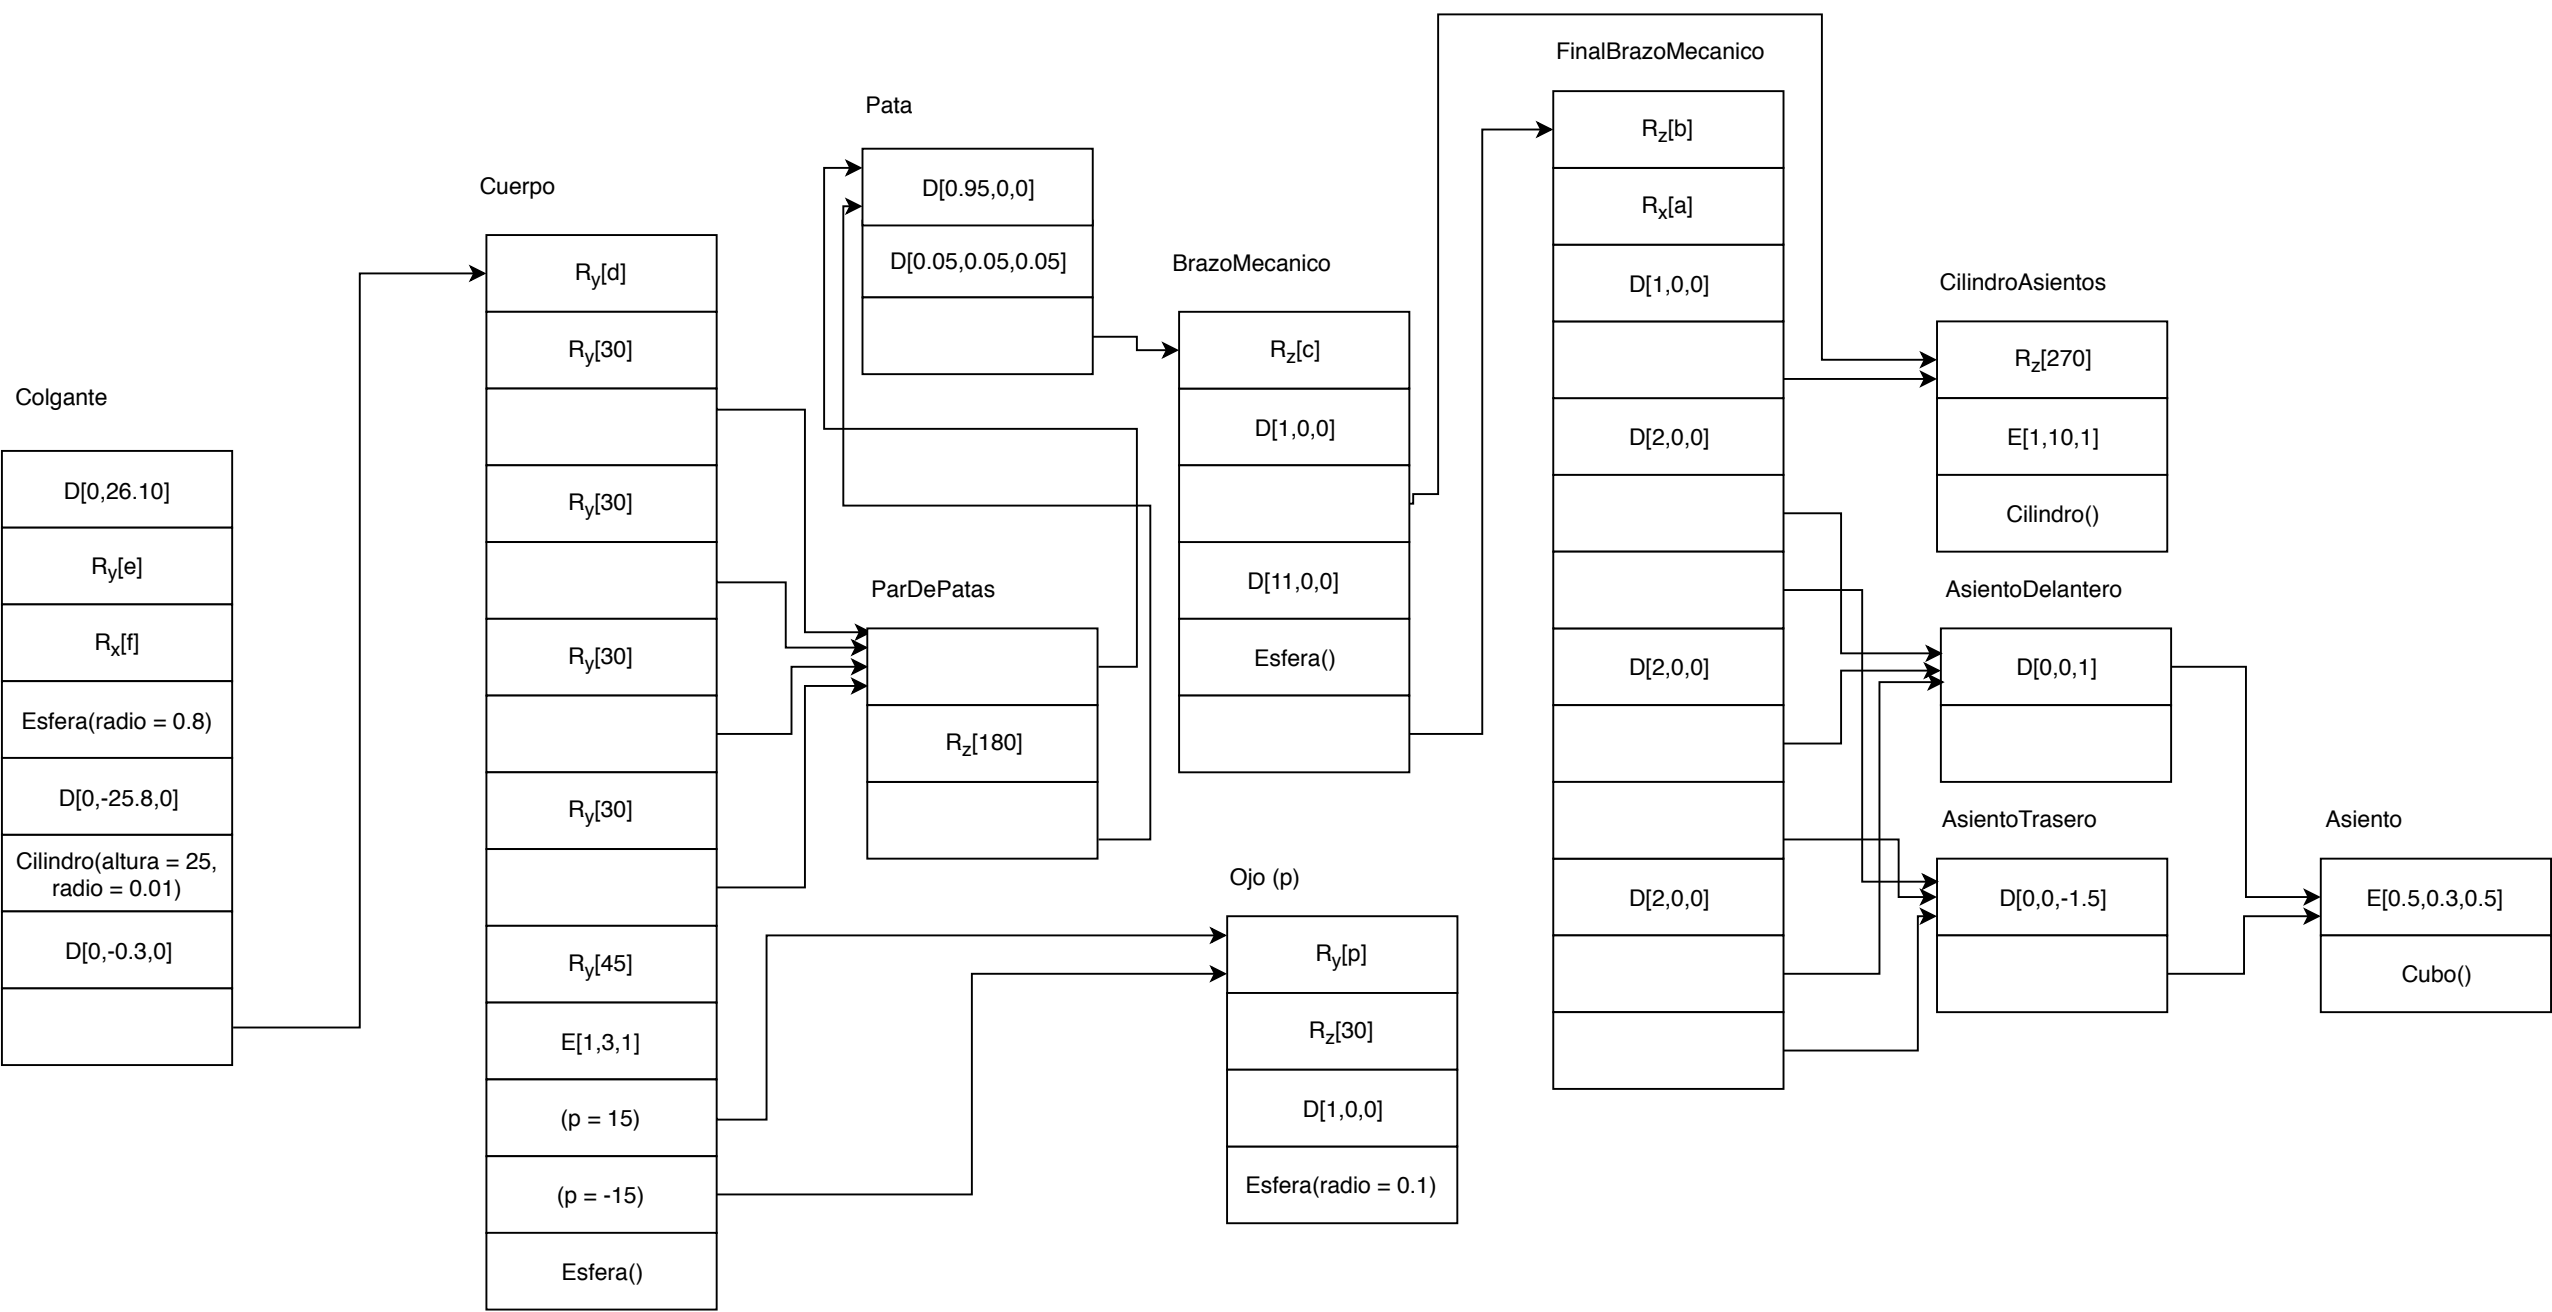 Colgante
D[0,26.10]
Ry[e]
Rx[f]
Esfera(radio = 0.8)
D[0,-25.8,0]
Cilindro(altura = 25,
radio = 0.01)
D[0,-0.3,0]
Cuerpo
Ry[d]
Ry[30]
Ry[30]
Ry[30]
Ry[30]
Ry[45]
E[1,3,1]
(p = 15)
(p = -15)
Esfera()
Pata
D[0.95,0,0]
D[0.05,0.05,0.05]
ParDePatas
Rz[180]
BrazoMecanico
Rz[c]
D[1,0,0]
D[11,0,0]
Esfera()
Ojo (p)
Ry[p]
Rz[30]
D[1,0,0]
Esfera(radio = 0.1)
FinalBrazoMecanico
Rz[b]
Rx[a]
D[1,0,0]
D[2,0,0]
D[2,0,0]
D[2,0,0]
CilindroAsientos
Rz[270]
E[1,10,1]
Cilindro()
AsientoDelantero
D[0,0,1]
AsientoTrasero
D[0,0,-1.5]
Asiento
E[0.5,0.3,0.5]
Cubo()